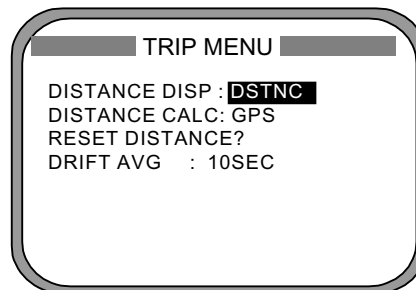 TRIP MENU
DISTANCE DISP : DSTNC
DISTANCE CALC: GPS
RESET DISTANCE?
DRIFT AVG : 10SEC